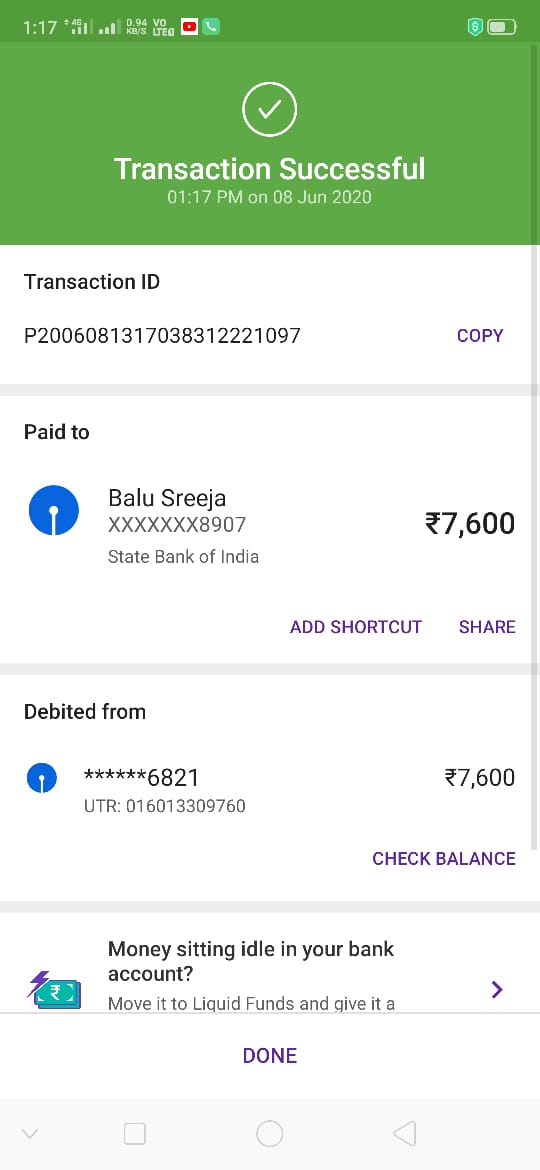 1:17 4G 0.94 KB/S VO LTE
Transaction Successful
01:17 PM on 08 Jun 2020
Transaction ID
P2006081317038312221097 COPY
Paid to
Balu Sreeja
XXXXXXX8907 ₹7,600
State Bank of India
ADD SHORTCUT SHARE
Debited from
******6821 ₹7,600
UTR: 016013309760
CHECK BALANCE
Money sitting idle in your bank
account?
Move it to Liquid Funds and give it a
DONE